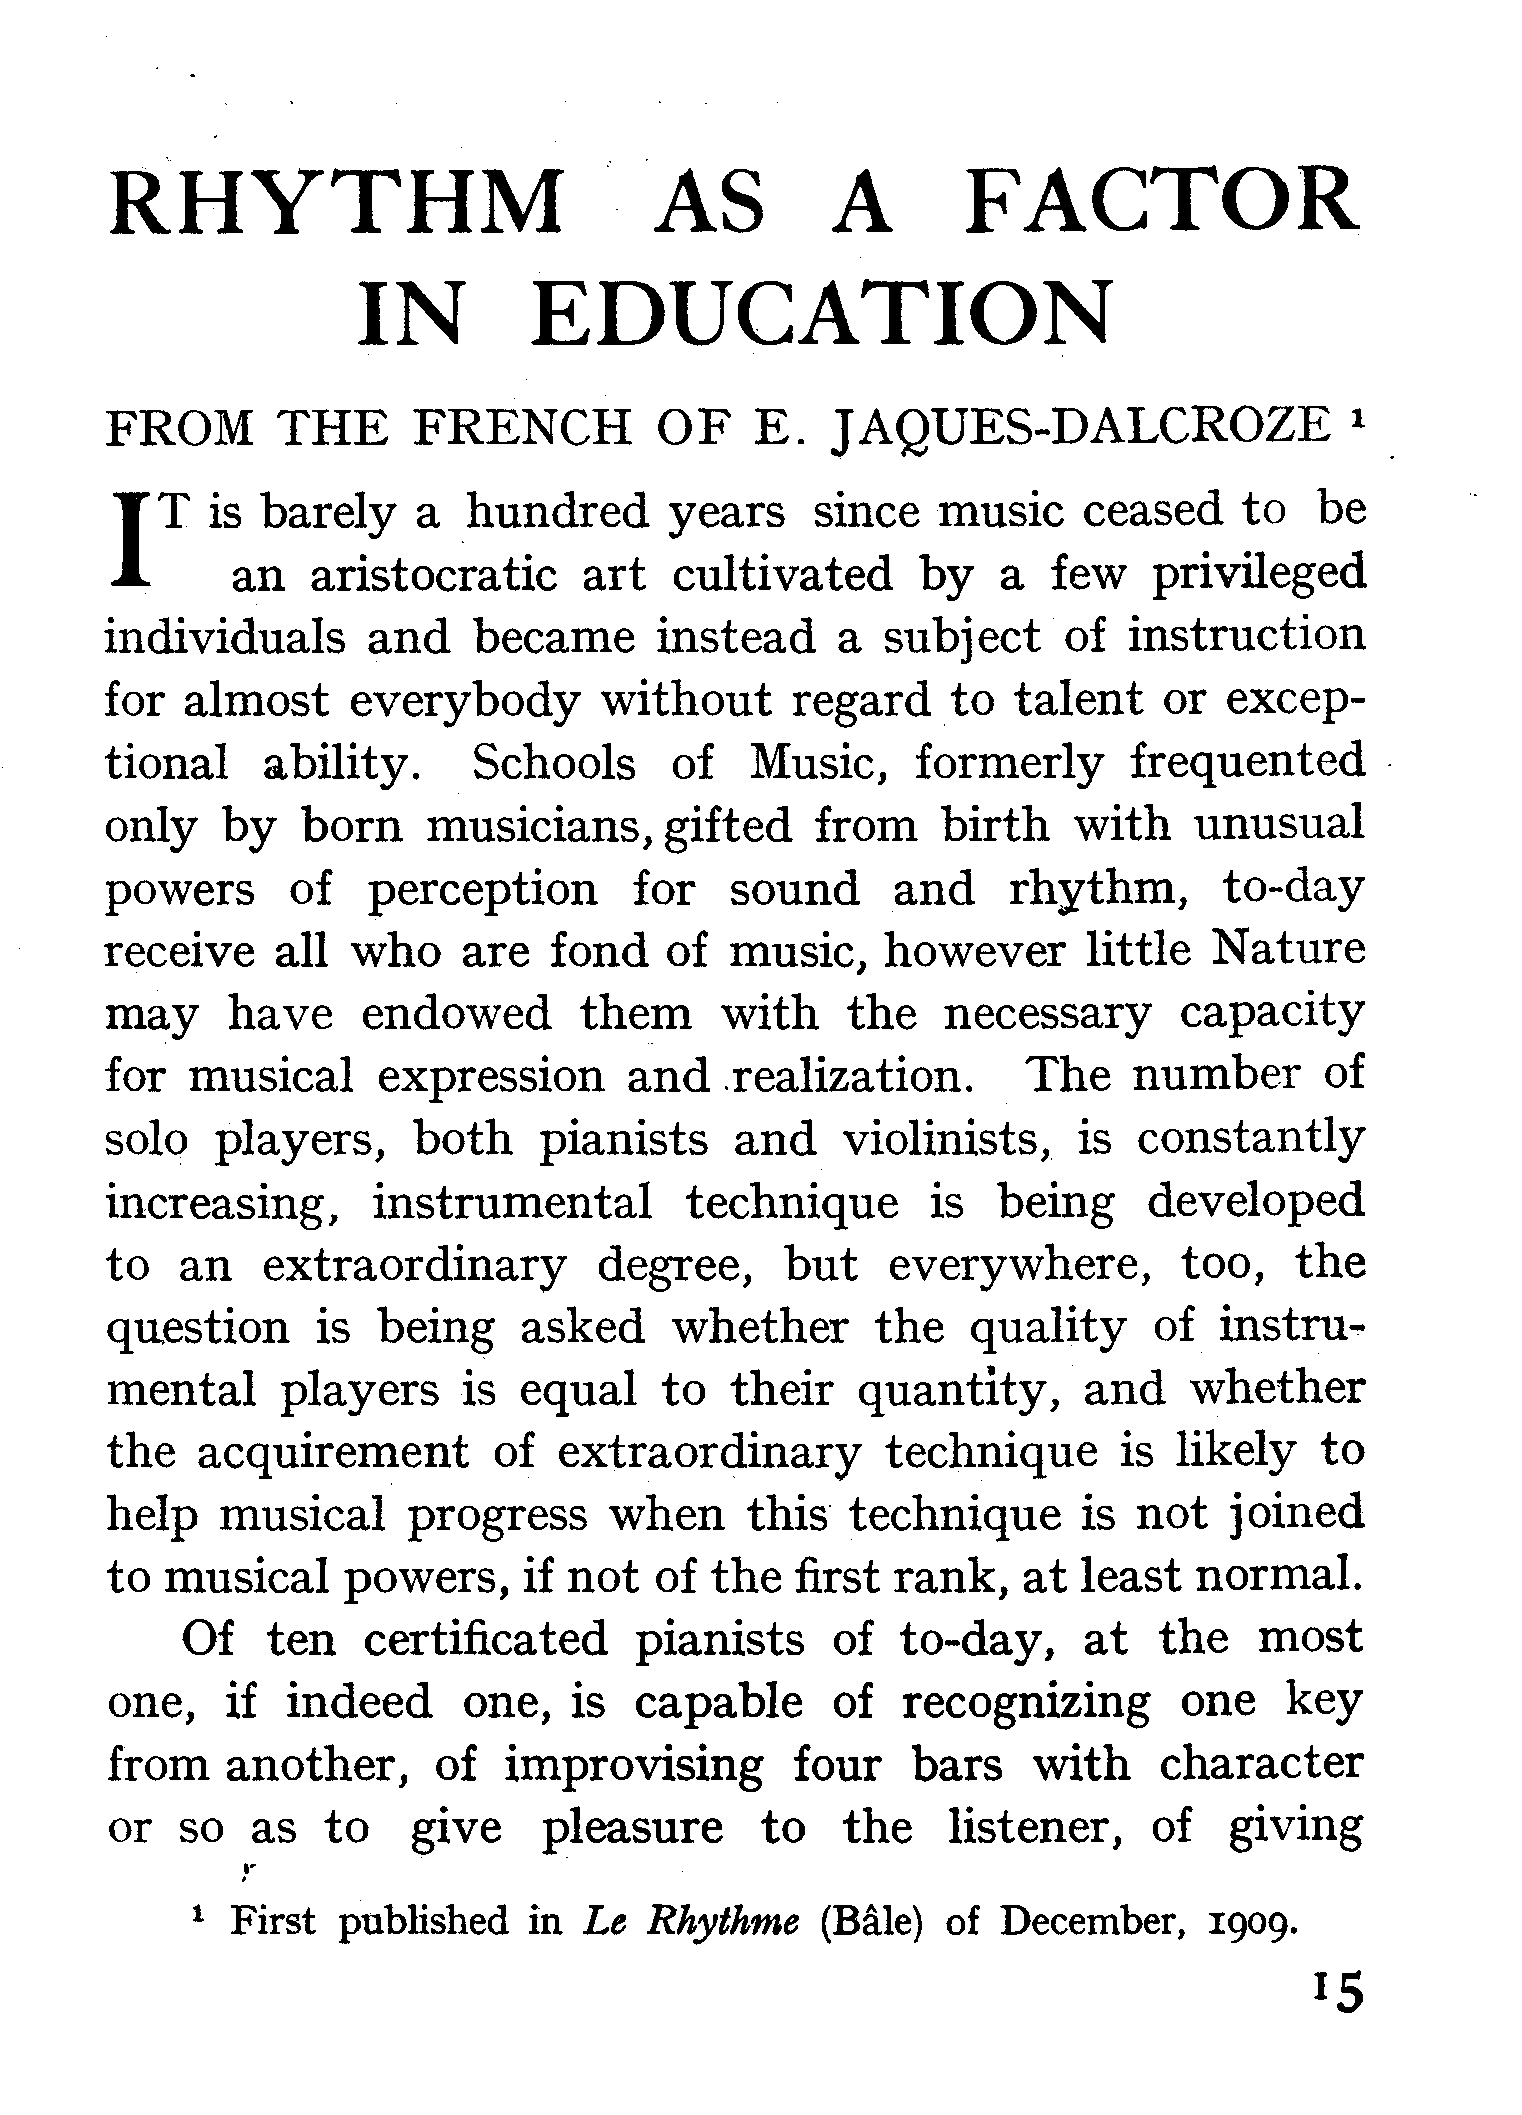 RHYTHM AS A FACTOR
IN EDUCATION
FROM THE FRENCH OF E. JAQUES-DALCROZE ¹
IT is barely a hundred years since music ceased to be
an aristocratic art cultivated by a few privileged
individuals and became instead a subject of instruction
for almost everybody without regard to talent or excep-
tional ability. Schools of Music, formerly frequented
only by born musicians, gifted from birth with unusual
powers of perception for sound and rhythm, to-day
receive all who are fond of music, however little Nature
may have endowed them with the necessary capacity
for musical expression and realization. The number of
solo players, both pianists and violinists, is constantly
increasing, instrumental technique is being developed
to an extraordinary degree, but everywhere, too, the
question is being asked whether the quality of instru-
mental players is equal to their quantity, and whether
the acquirement of extraordinary technique is likely to
help musical progress when this technique is not joined
to musical powers, if not of the first rank, at least normal.
Of ten certificated pianists of to-day, at the most
one, if indeed one, is capable of recognizing one key
from another, of improvising four bars with character
or so as to give pleasure to the listener, of giving
¹ First published in Le Rhythme (Bâle) of December, 1909.
15